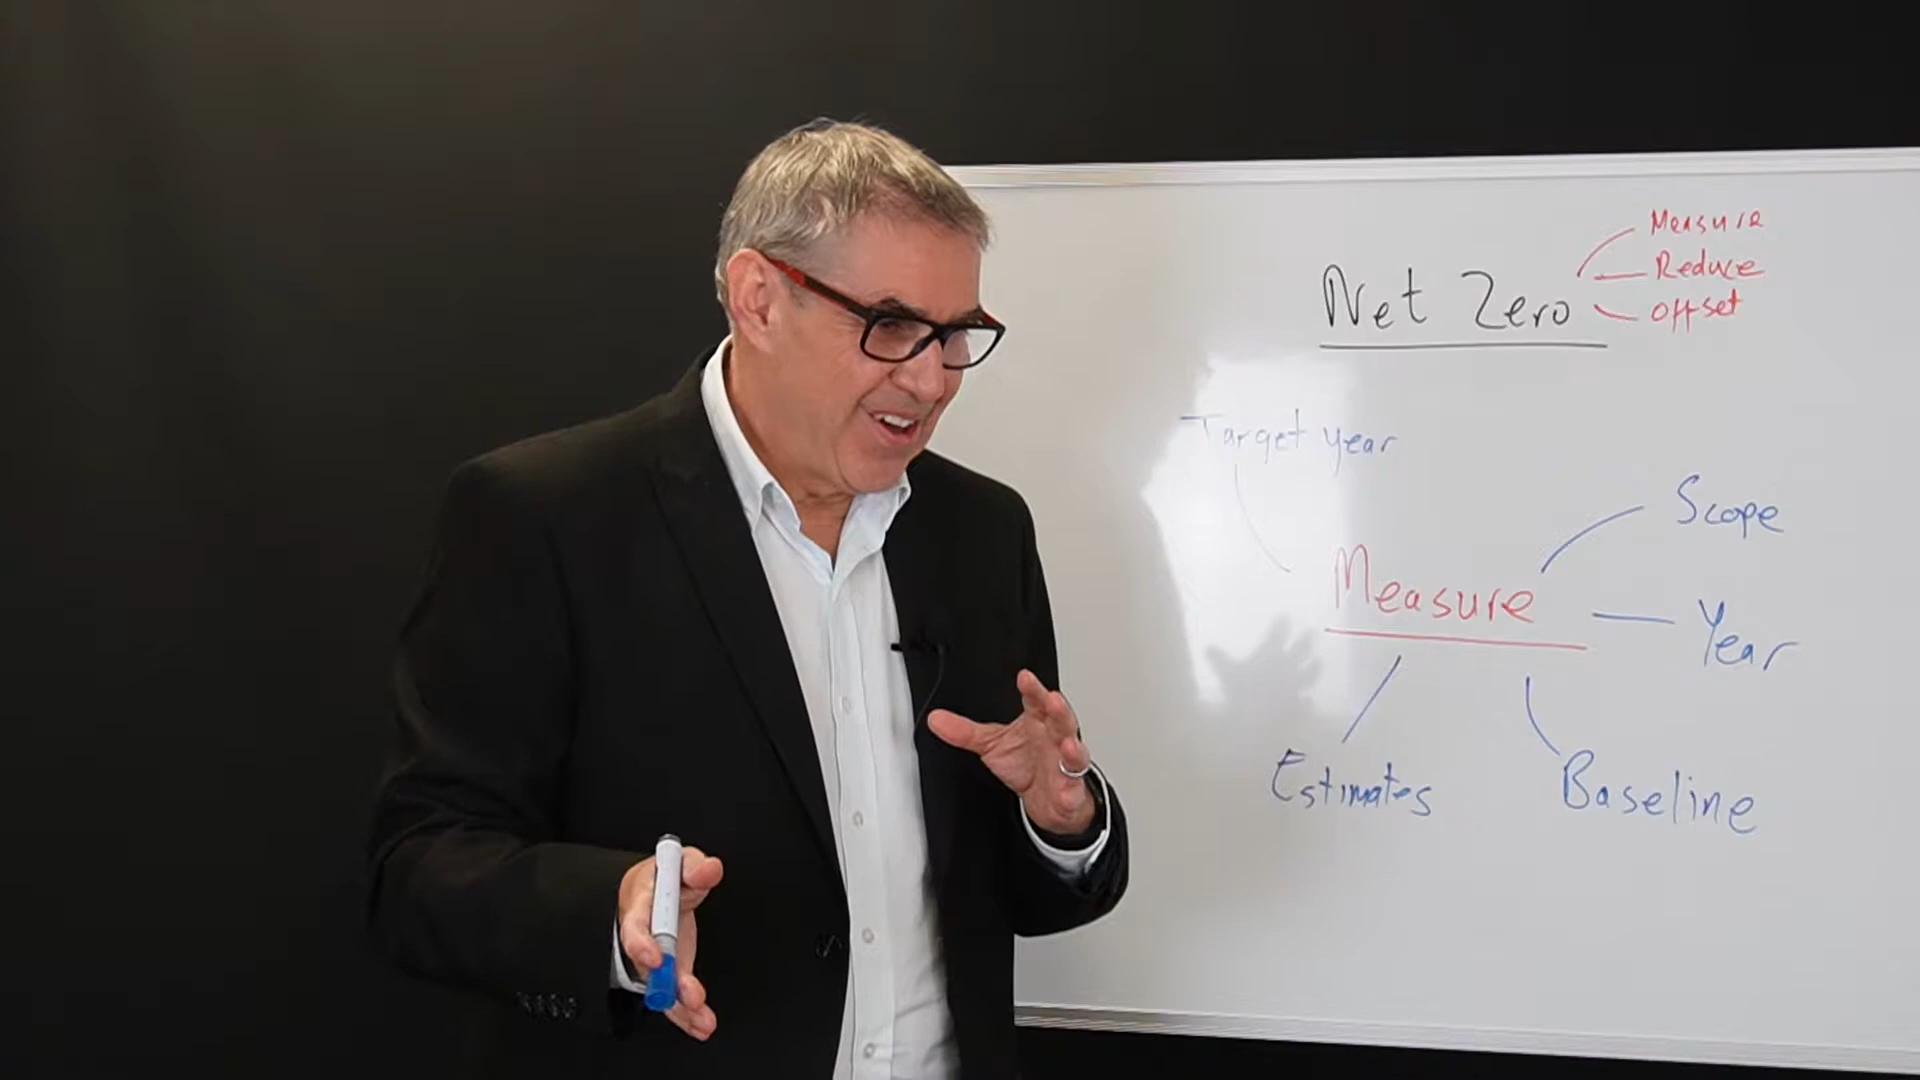 Measure
Reduce
Offset
Net Zero
Target year
Scope
Measure
Year
Estimates
Baseline